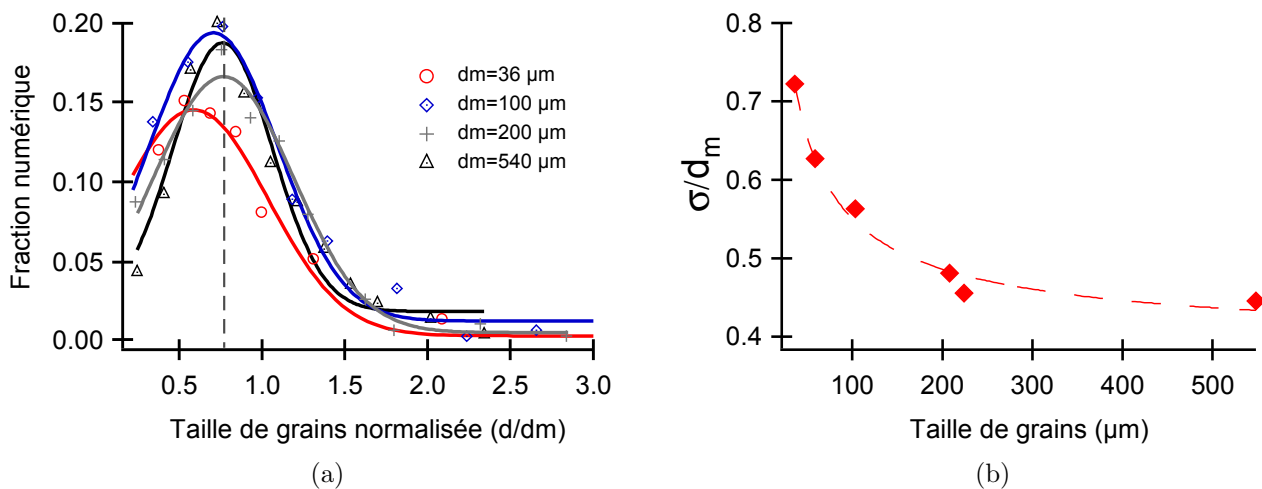 0.20
0.15
0.10
0.05
0.00
Fraction numérique
0.5
1.0
1.5
2.0
2.5
3.0
Taille de grains normalisée (d/dm)
dm=36 µm
dm=100 µm
dm=200 µm
dm=540 µm
(a)
0.8
0.7
0.6
0.5
0.4
σ/dm
100
200
300
400
500
Taille de grains (µm)
(b)